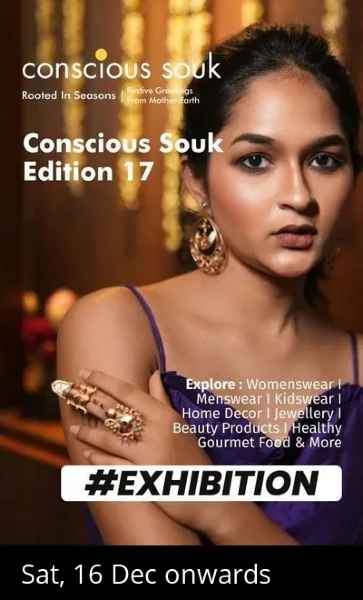 conscious souk
Rooted In Seasons | Festive Greetings
From Mother Earth
Conscious Souk
Edition 17
Explore : Womenswear I
Menswear I Kidswear I
Home Decor I Jewellery I
Beauty Products I Healthy
Gourmet Food & More
#EXHIBITION
Sat, 16 Dec onwards